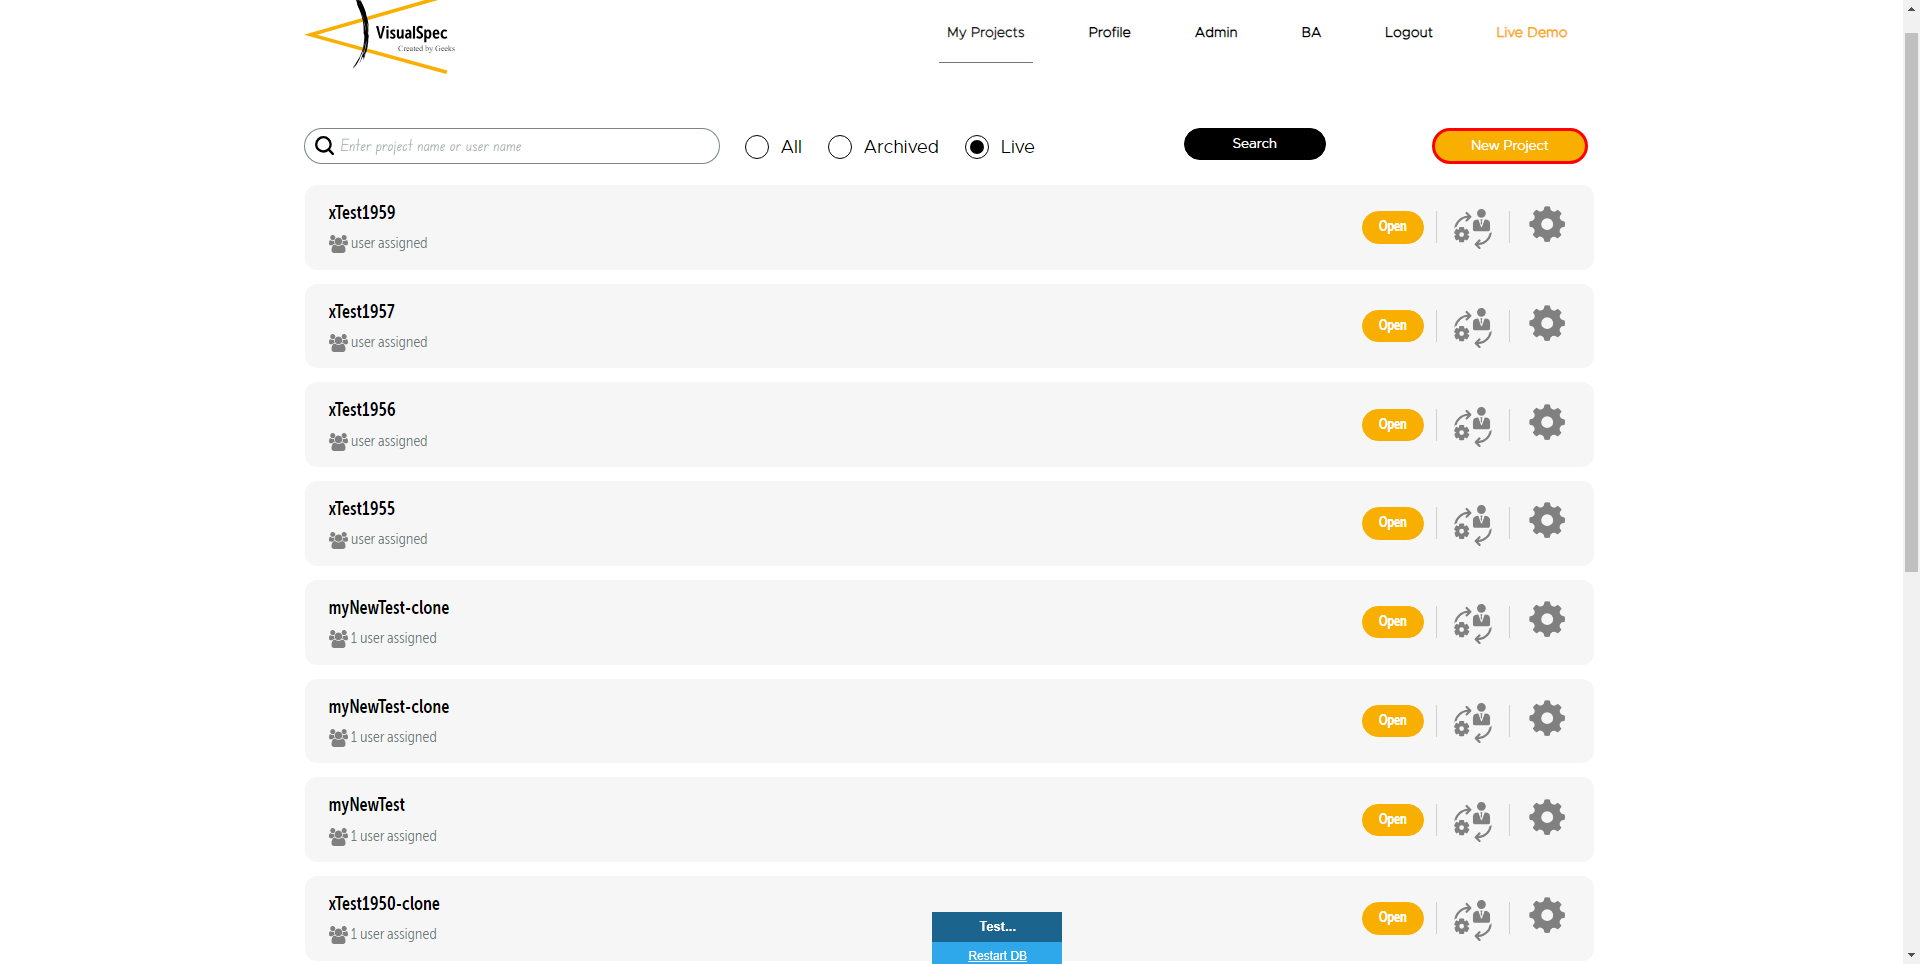 VisualSpec
Created by Geeks
My Projects Profile Admin BA Logout Live Demo
Enter project name or user name All Archived Live Search New Project
xTest1959
user assigned
Open
xTest1957
user assigned
Open
xTest1956
user assigned
Open
xTest1955
user assigned
Open
myNewTest-clone
1 user assigned
Open
myNewTest-clone
1 user assigned
Open
myNewTest
1 user assigned
Open
xTest1950-clone
1 user assigned
Open
Test...
Restart DB